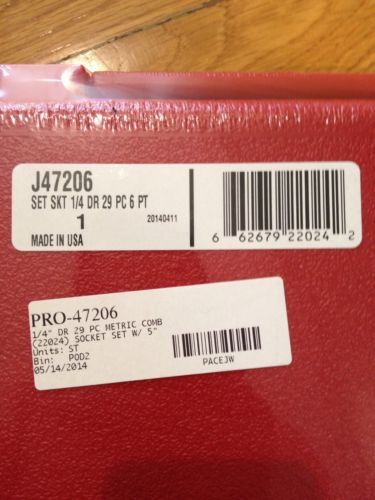 J47206
SET SKT 1/4 DR 29 PC 6 PT
1
20140411
MADE IN USA
6 62679 22024 2
PRO-47206
1/4" DR 29 PC METRIC COMB
(22024) SOCKET SET W/ 5"
Units: ST
Bin: POD2
05/14/2014
PACEJW